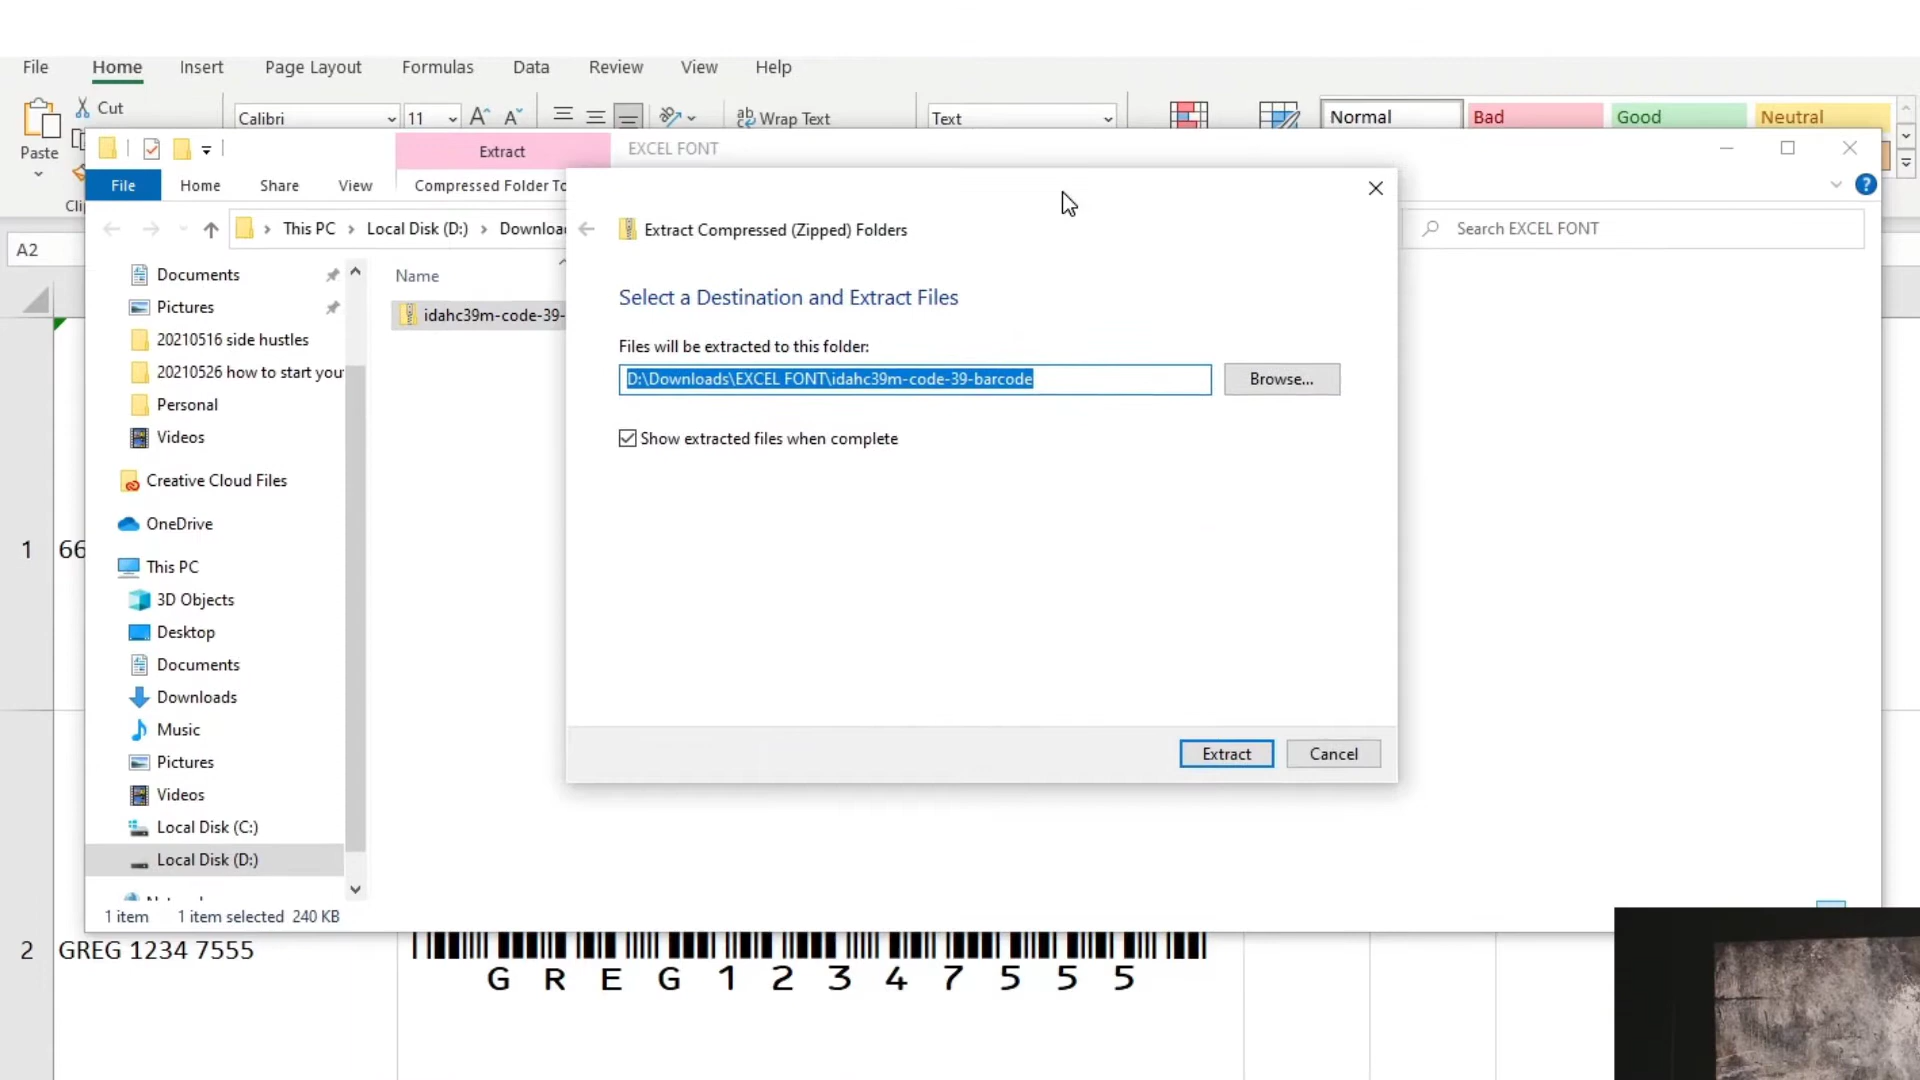 File Home Insert Page Layout Formulas Data Review View Help
Cut
Calibri 11 ab Wrap Text Text Normal Bad Good Neutral
Paste
Extract EXCEL FONT
File Home Share View Compressed Folder To
Extract Compressed (Zipped) Folders
This PC Local Disk (D:) Search EXCEL FONT
A2
Select a Destination and Extract Files
Files will be extracted to this folder:
D:\Downloads\EXCEL FONT\idahc39m-code-39-barcode Browse...
Show extracted files when complete
Extract Cancel
Name
idahc39m-code-39-
Documents
Pictures
20210516 side hustles
20210526 how to start you
Personal
Videos
Creative Cloud Files
OneDrive
This PC
3D Objects
Desktop
Documents
Downloads
Music
Pictures
Videos
Local Disk (C:)
Local Disk (D:)
1 item 1 item selected 240 KB
1 66
2 GREG 1234 7555
G R E G 1 2 3 4 7 5 5 5